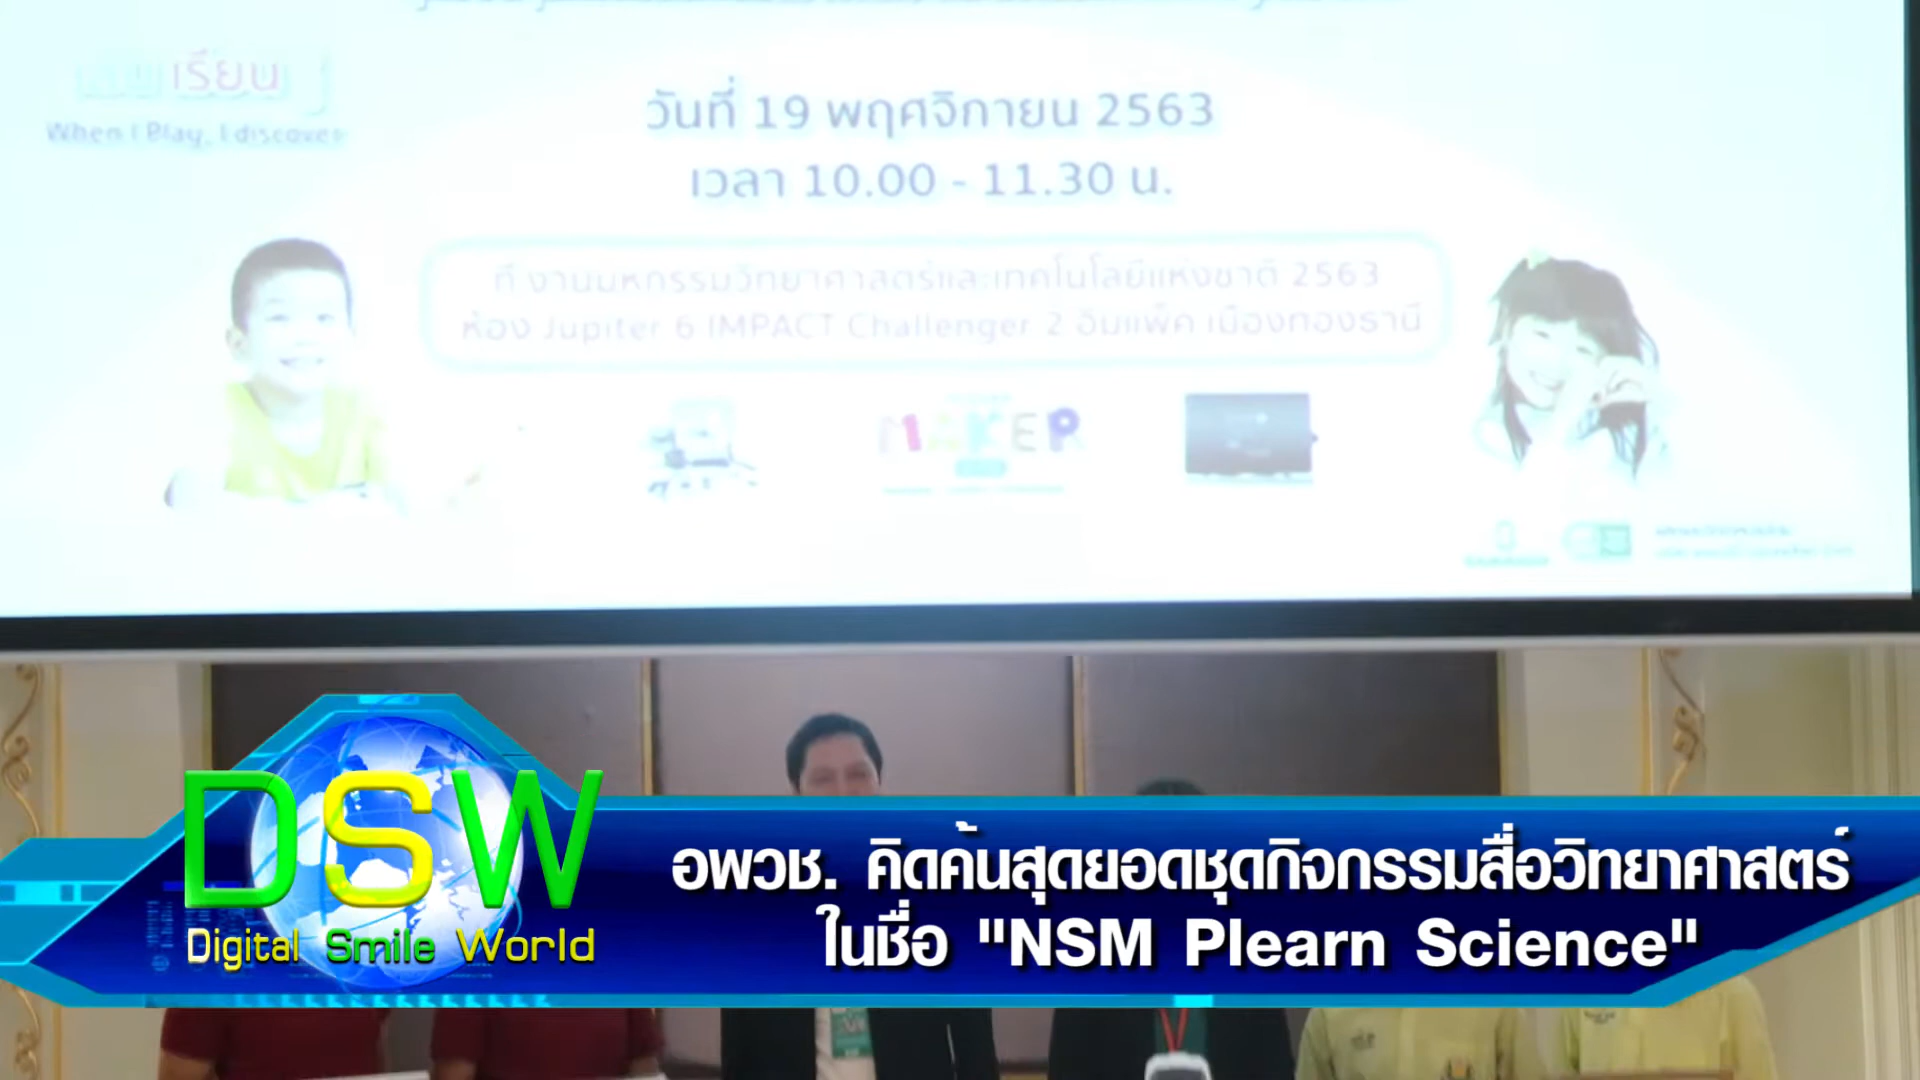 เรียน
When I Play, I discover
วันที่ 19 พฤศจิกายน 2563
เวลา 10.00 - 11.30 น.
ที่ งานมหกรรมวิทยาศาสตร์และเทคโนโลยีแห่งชาติ 2563
ห้อง Jupiter 6 IMPACT Challenger 2 อิมแพ็ค เมืองทองธานี
MAKER
DSW
Digital Smile World
อพวช. คิดค้นสุดยอดชุดกิจกรรมสื่อวิทยาศาสตร์
ในชื่อ "NSM Plearn Science"